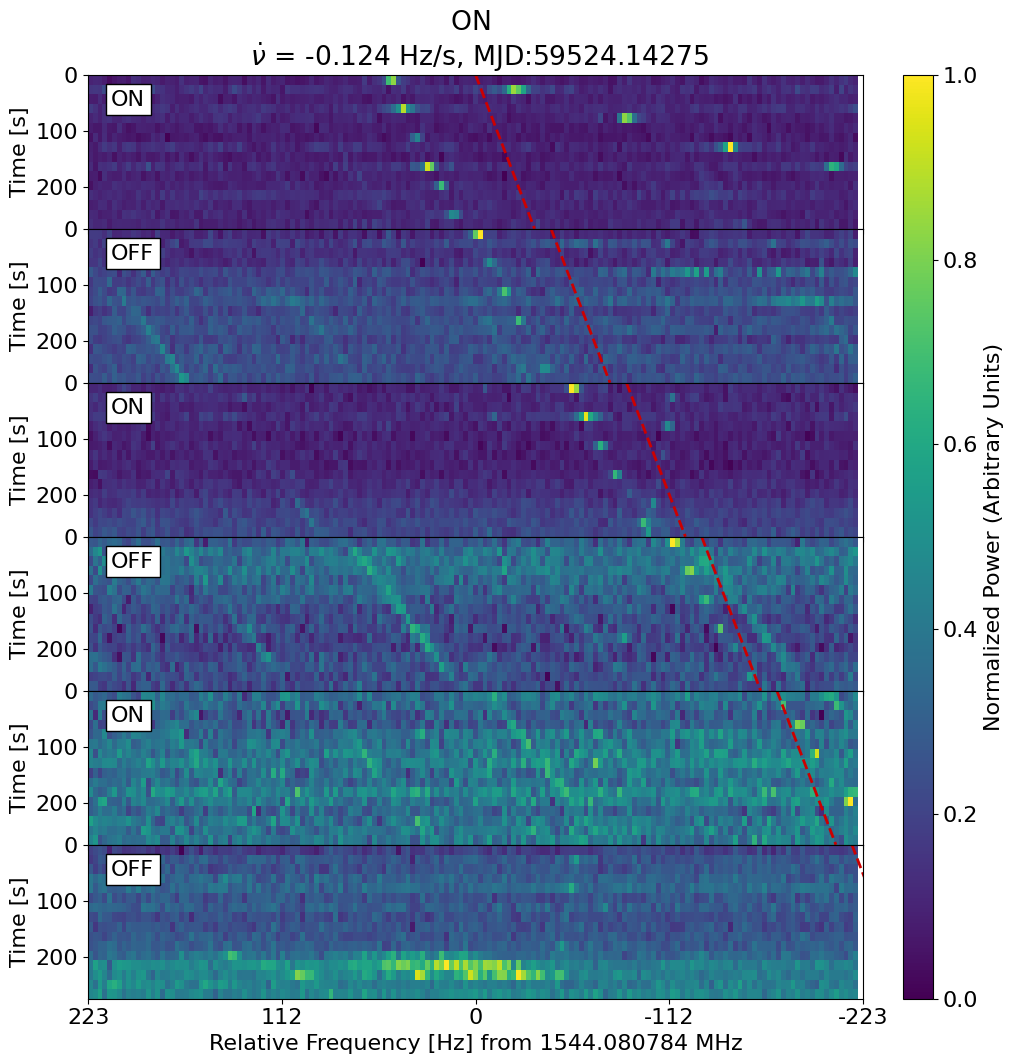 ON
ν̇ = -0.124 Hz/s, MJD:59524.14275
ON
OFF
ON
OFF
ON
OFF
Time [s]
0
100
200
Time [s]
0
100
200
Time [s]
0
100
200
Time [s]
0
100
200
Time [s]
0
100
200
Time [s]
0
100
200
223
112
0
-112
-223
Relative Frequency [Hz] from 1544.080784 MHz
1.0
0.8
0.6
0.4
0.2
0.0
Normalized Power (Arbitrary Units)